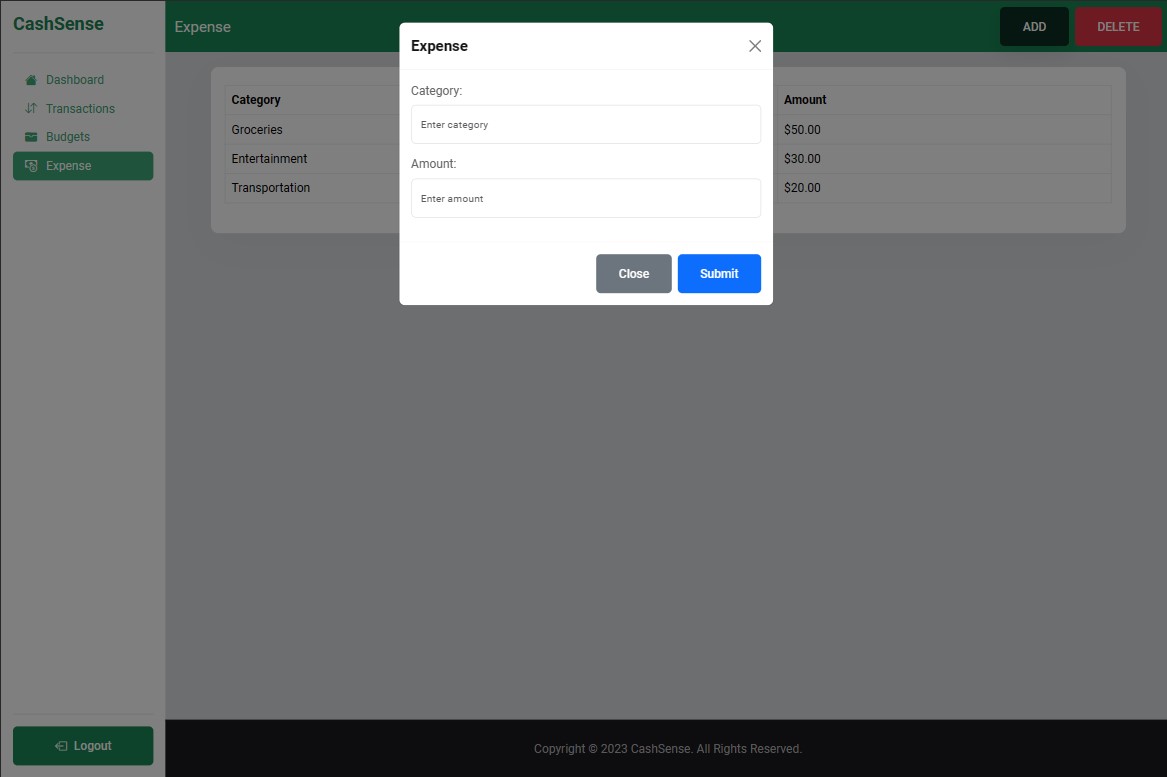 CashSense
Dashboard
Transactions
Budgets
Expense
Logout
Expense
ADD
DELETE
Category
Amount
Groceries
$50.00
Entertainment
$30.00
Transportation
$20.00
Expense
Category:
Enter category
Amount:
Enter amount
Close
Submit
Copyright © 2023 CashSense. All Rights Reserved.